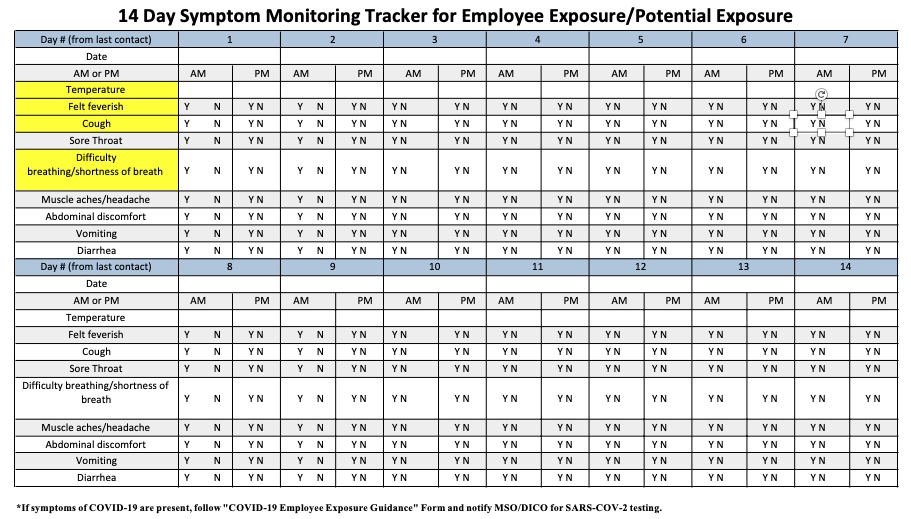 14 Day Symptom Monitoring Tracker for Employee Exposure/Potential Exposure
Day # (from last contact) 1 2 3 4 5 6 7
Date
AM or PM AM PM AM PM AM PM AM PM AM PM AM PM AM PM
Temperature
Felt feverish Y N Y N Y N Y N Y N Y N Y N Y N Y N Y N Y N Y N Y N Y N
Cough Y N Y N Y N Y N Y N Y N Y N Y N Y N Y N Y N Y N Y N Y N
Sore Throat Y N Y N Y N Y N Y N Y N Y N Y N Y N Y N Y N Y N Y N Y N
Difficulty
breathing/shortness of breath Y N Y N Y N Y N Y N Y N Y N Y N Y N Y N Y N Y N Y N Y N
Muscle aches/headache Y N Y N Y N Y N Y N Y N Y N Y N Y N Y N Y N Y N Y N Y N
Abdominal discomfort Y N Y N Y N Y N Y N Y N Y N Y N Y N Y N Y N Y N Y N Y N
Vomiting Y N Y N Y N Y N Y N Y N Y N Y N Y N Y N Y N Y N Y N Y N
Diarrhea Y N Y N Y N Y N Y N Y N Y N Y N Y N Y N Y N Y N Y N Y N
Day # (from last contact) 8 9 10 11 12 13 14
Date
AM or PM AM PM AM PM AM PM AM PM AM PM AM PM AM PM
Temperature
Felt feverish Y N Y N Y N Y N Y N Y N Y N Y N Y N Y N Y N Y N Y N Y N
Cough Y N Y N Y N Y N Y N Y N Y N Y N Y N Y N Y N Y N Y N Y N
Sore Throat Y N Y N Y N Y N Y N Y N Y N Y N Y N Y N Y N Y N Y N Y N
Difficulty breathing/shortness of
breath Y N Y N Y N Y N Y N Y N Y N Y N Y N Y N Y N Y N Y N Y N
Muscle aches/headache Y N Y N Y N Y N Y N Y N Y N Y N Y N Y N Y N Y N Y N Y N
Abdominal discomfort Y N Y N Y N Y N Y N Y N Y N Y N Y N Y N Y N Y N Y N Y N
Vomiting Y N Y N Y N Y N Y N Y N Y N Y N Y N Y N Y N Y N Y N Y N
Diarrhea Y N Y N Y N Y N Y N Y N Y N Y N Y N Y N Y N Y N Y N Y N
*If symptoms of COVID-19 are present, follow "COVID-19 Employee Exposure Guidance" Form and notify MSO/DICO for SARS-COV-2 testing.